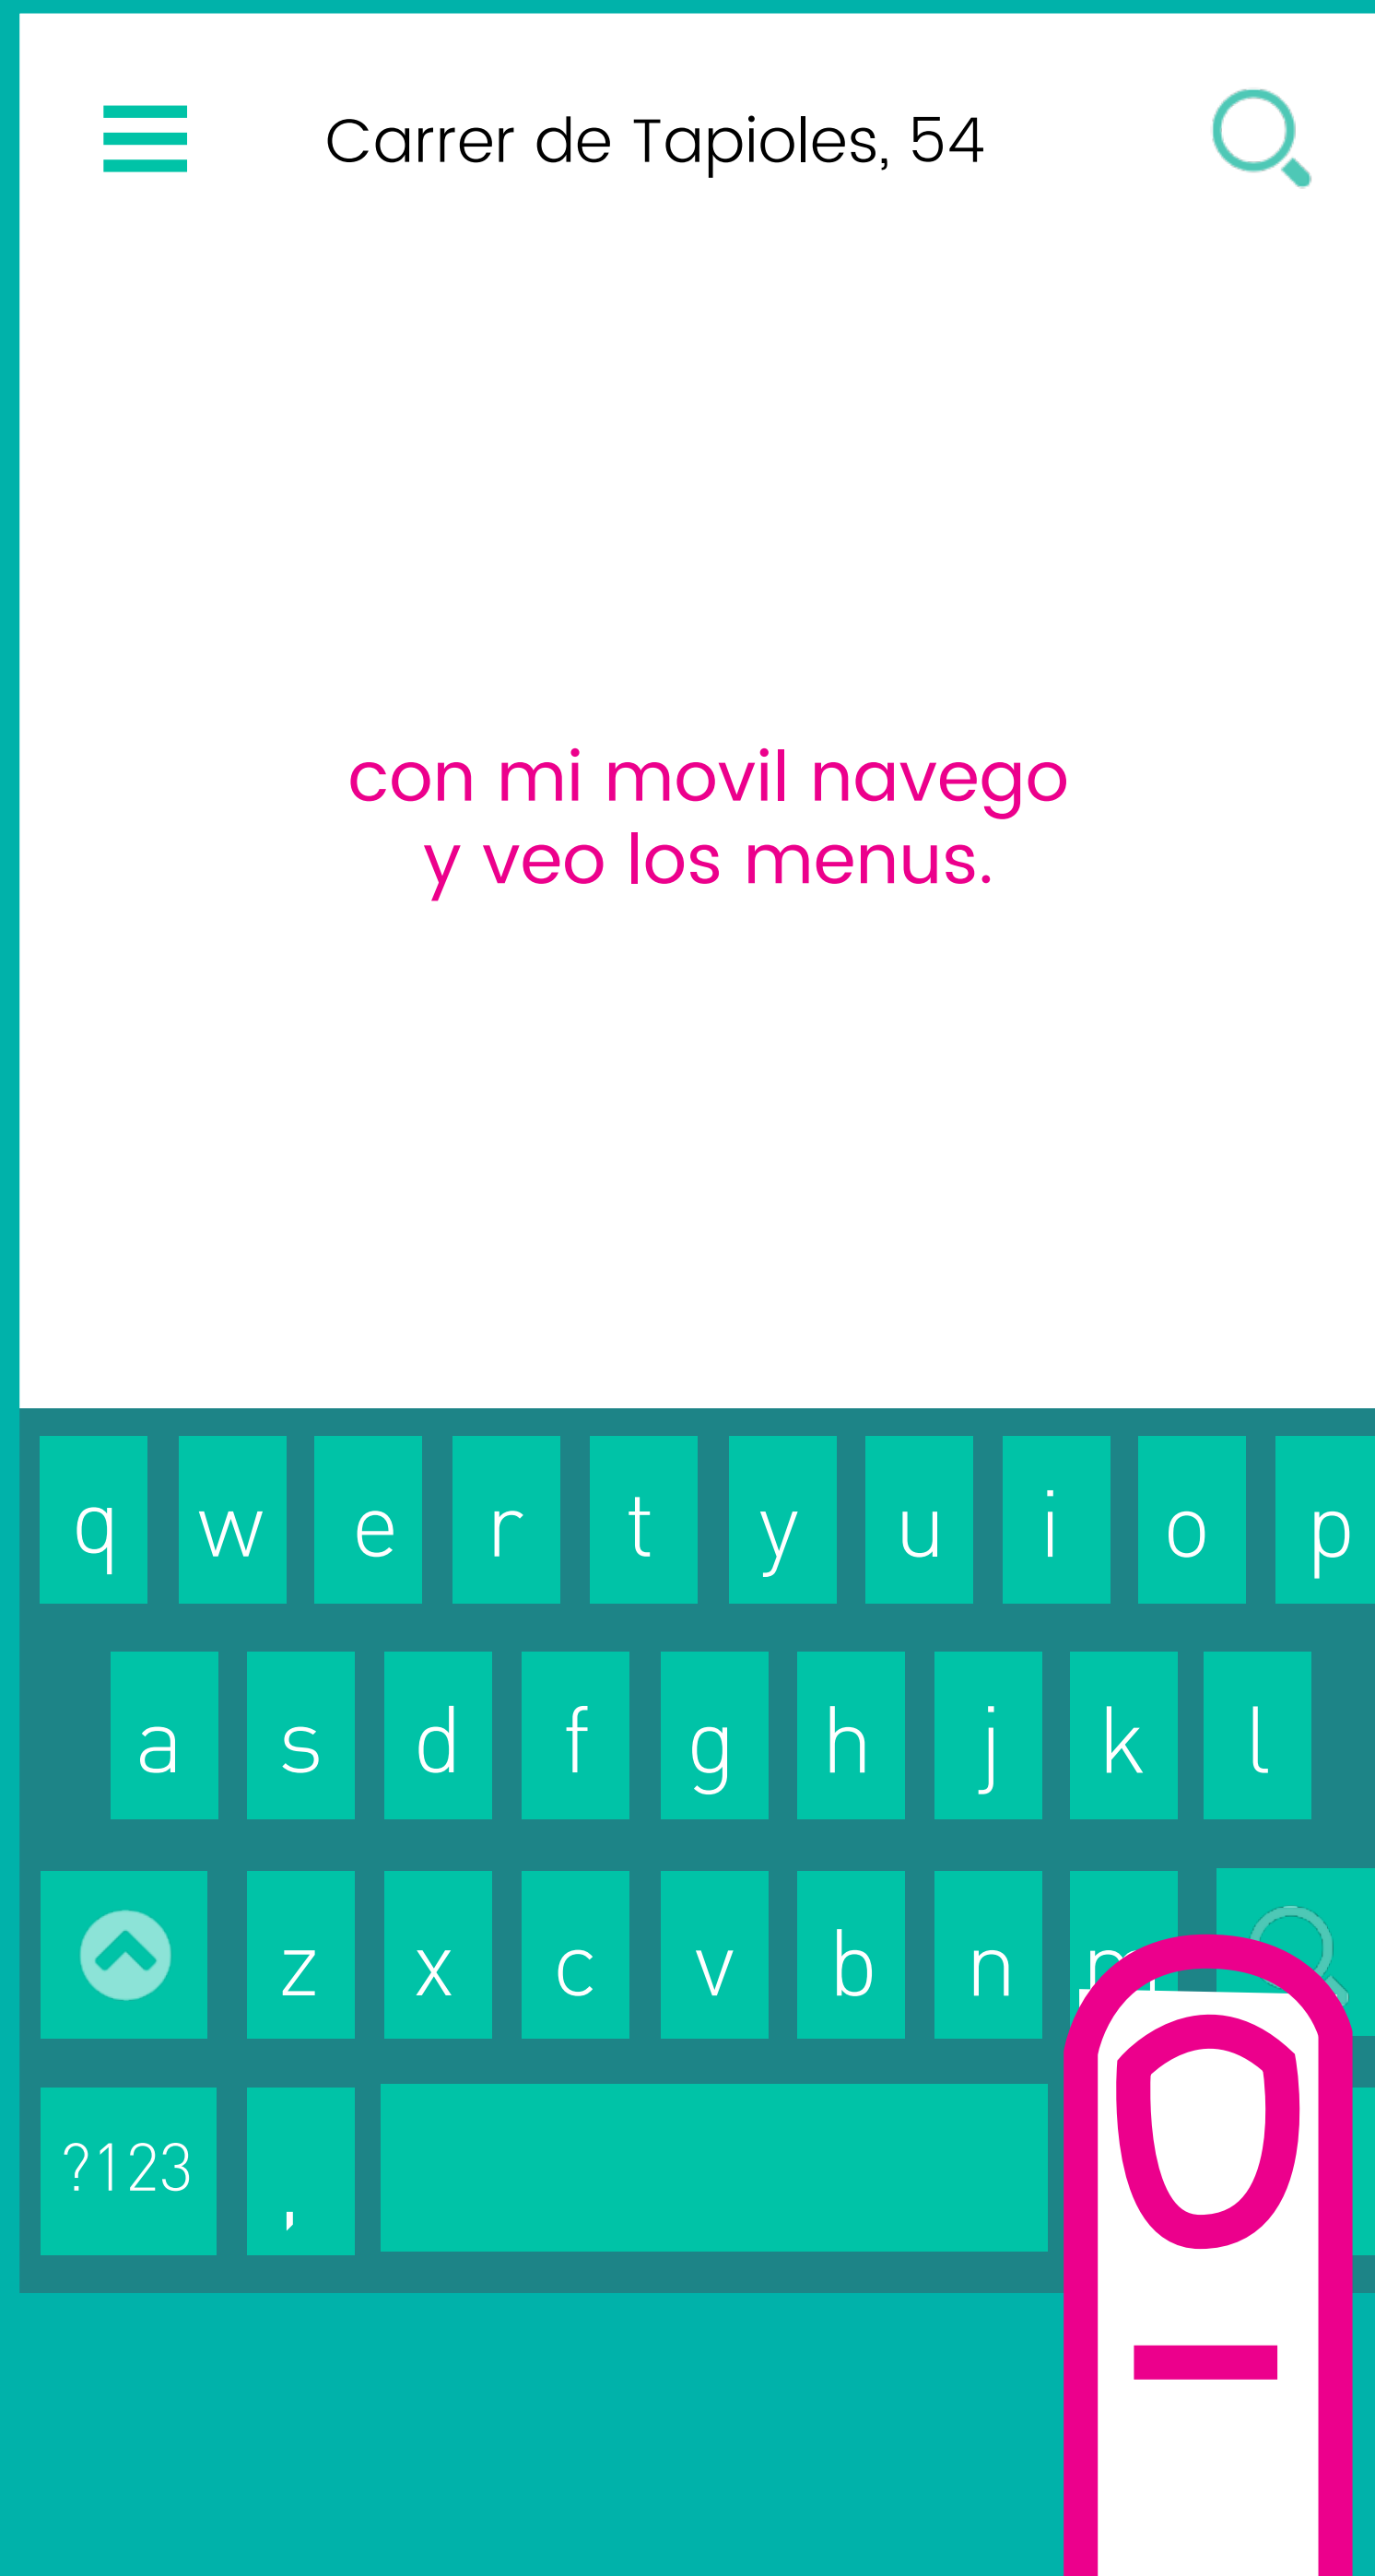 Carrer de Tapioles, 54
con mi movil navego
y veo los menus.
q w e r t y u i o p
a s d f g h j k l
z x c v b n m
?123 ,